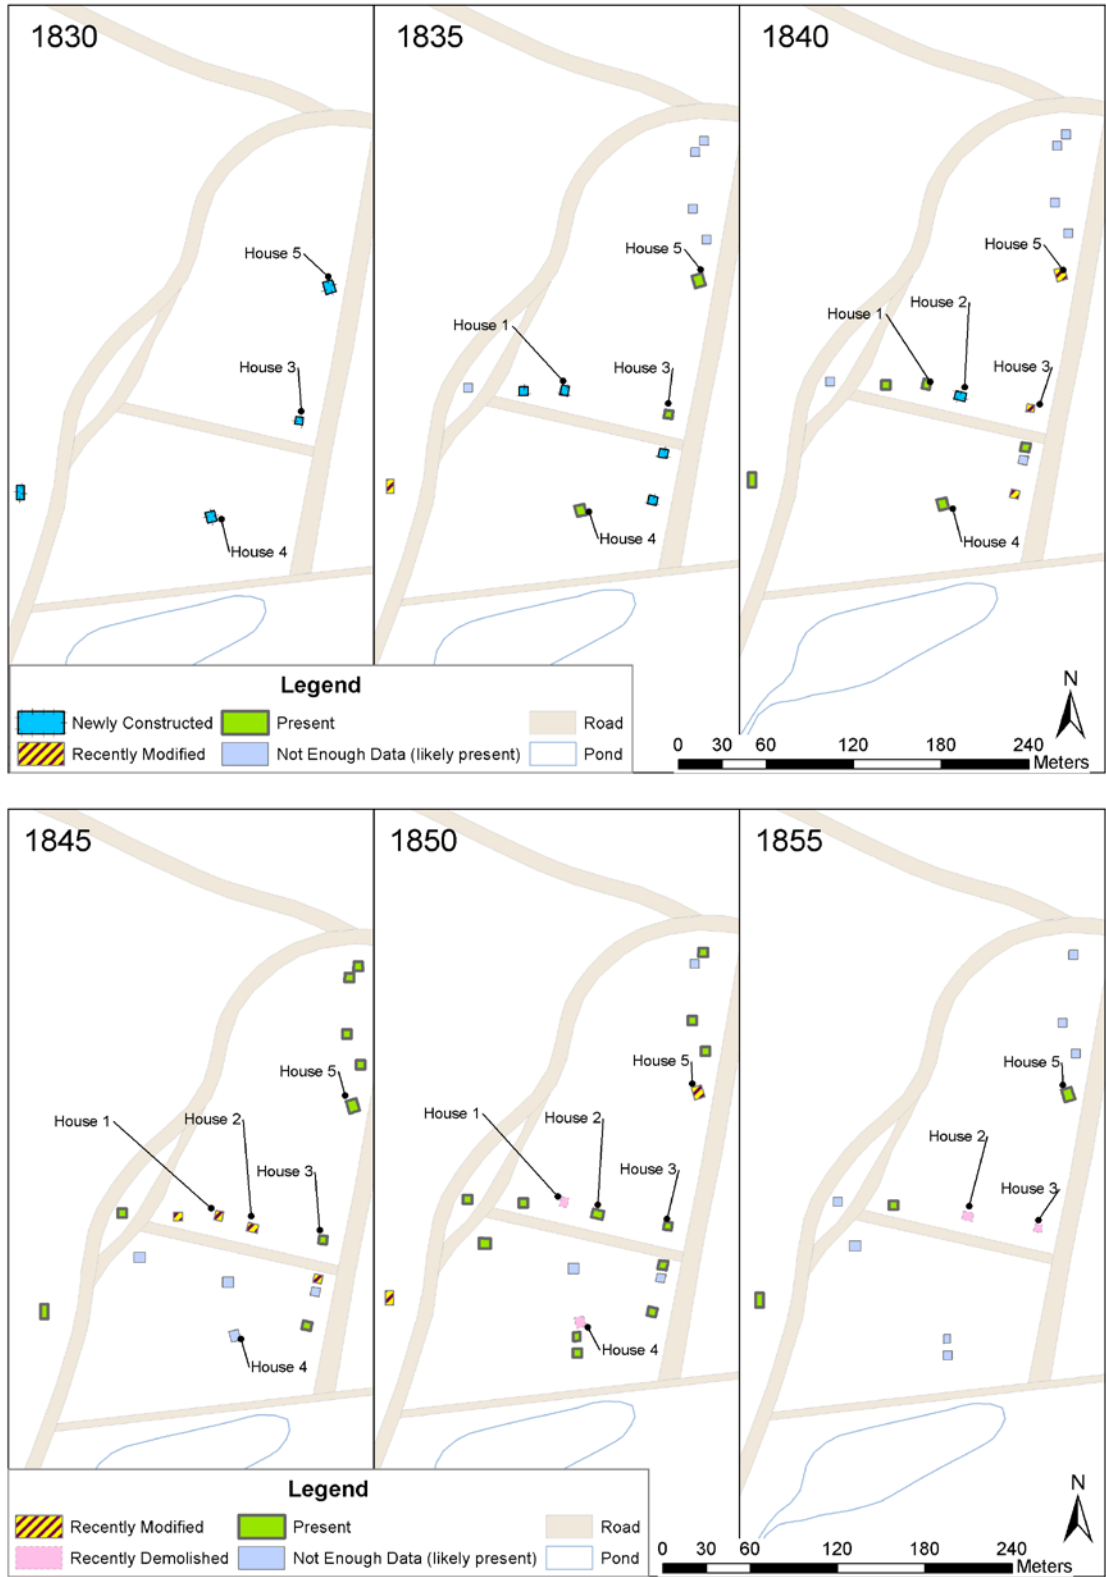 1830
1835
1840
House 5
House 3
House 4
House 5
House 1
House 3
House 4
House 5
House 2
House 1
House 3
House 4
Legend
Newly Constructed
Present
Road
Recently Modified
Not Enough Data (likely present)
Pond
N
0 30 60 120 180 240
Meters
1845
1850
1855
House 5
House 1
House 2
House 3
House 4
House 5
House 1
House 2
House 3
House 4
House 5
House 2
House 3
Legend
Recently Modified
Present
Road
Recently Demolished
Not Enough Data (likely present)
Pond
N
0 30 60 120 180 240
Meters